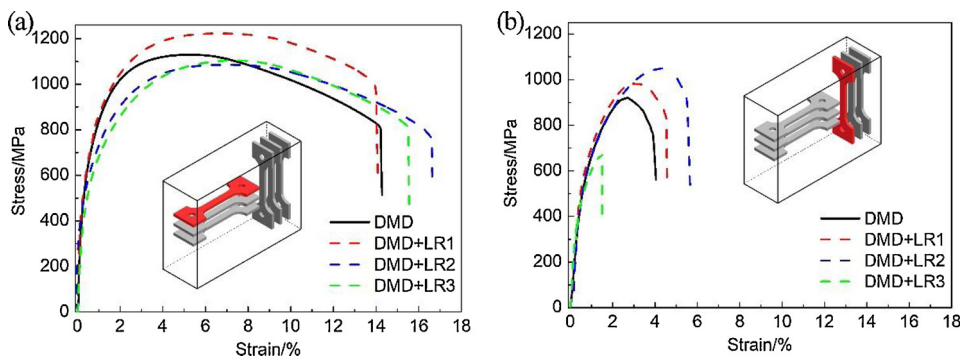 (a)
Stress/MPa
1200
1000
800
600
400
200
0
DMD
DMD+LR1
DMD+LR2
DMD+LR3
0 2 4 6 8 10 12 14 16 18
Strain/%
(b)
Stress/MPa
1200
1000
800
600
400
200
0
DMD
DMD+LR1
DMD+LR2
DMD+LR3
0 2 4 6 8 10 12 14 16 18
Strain/%